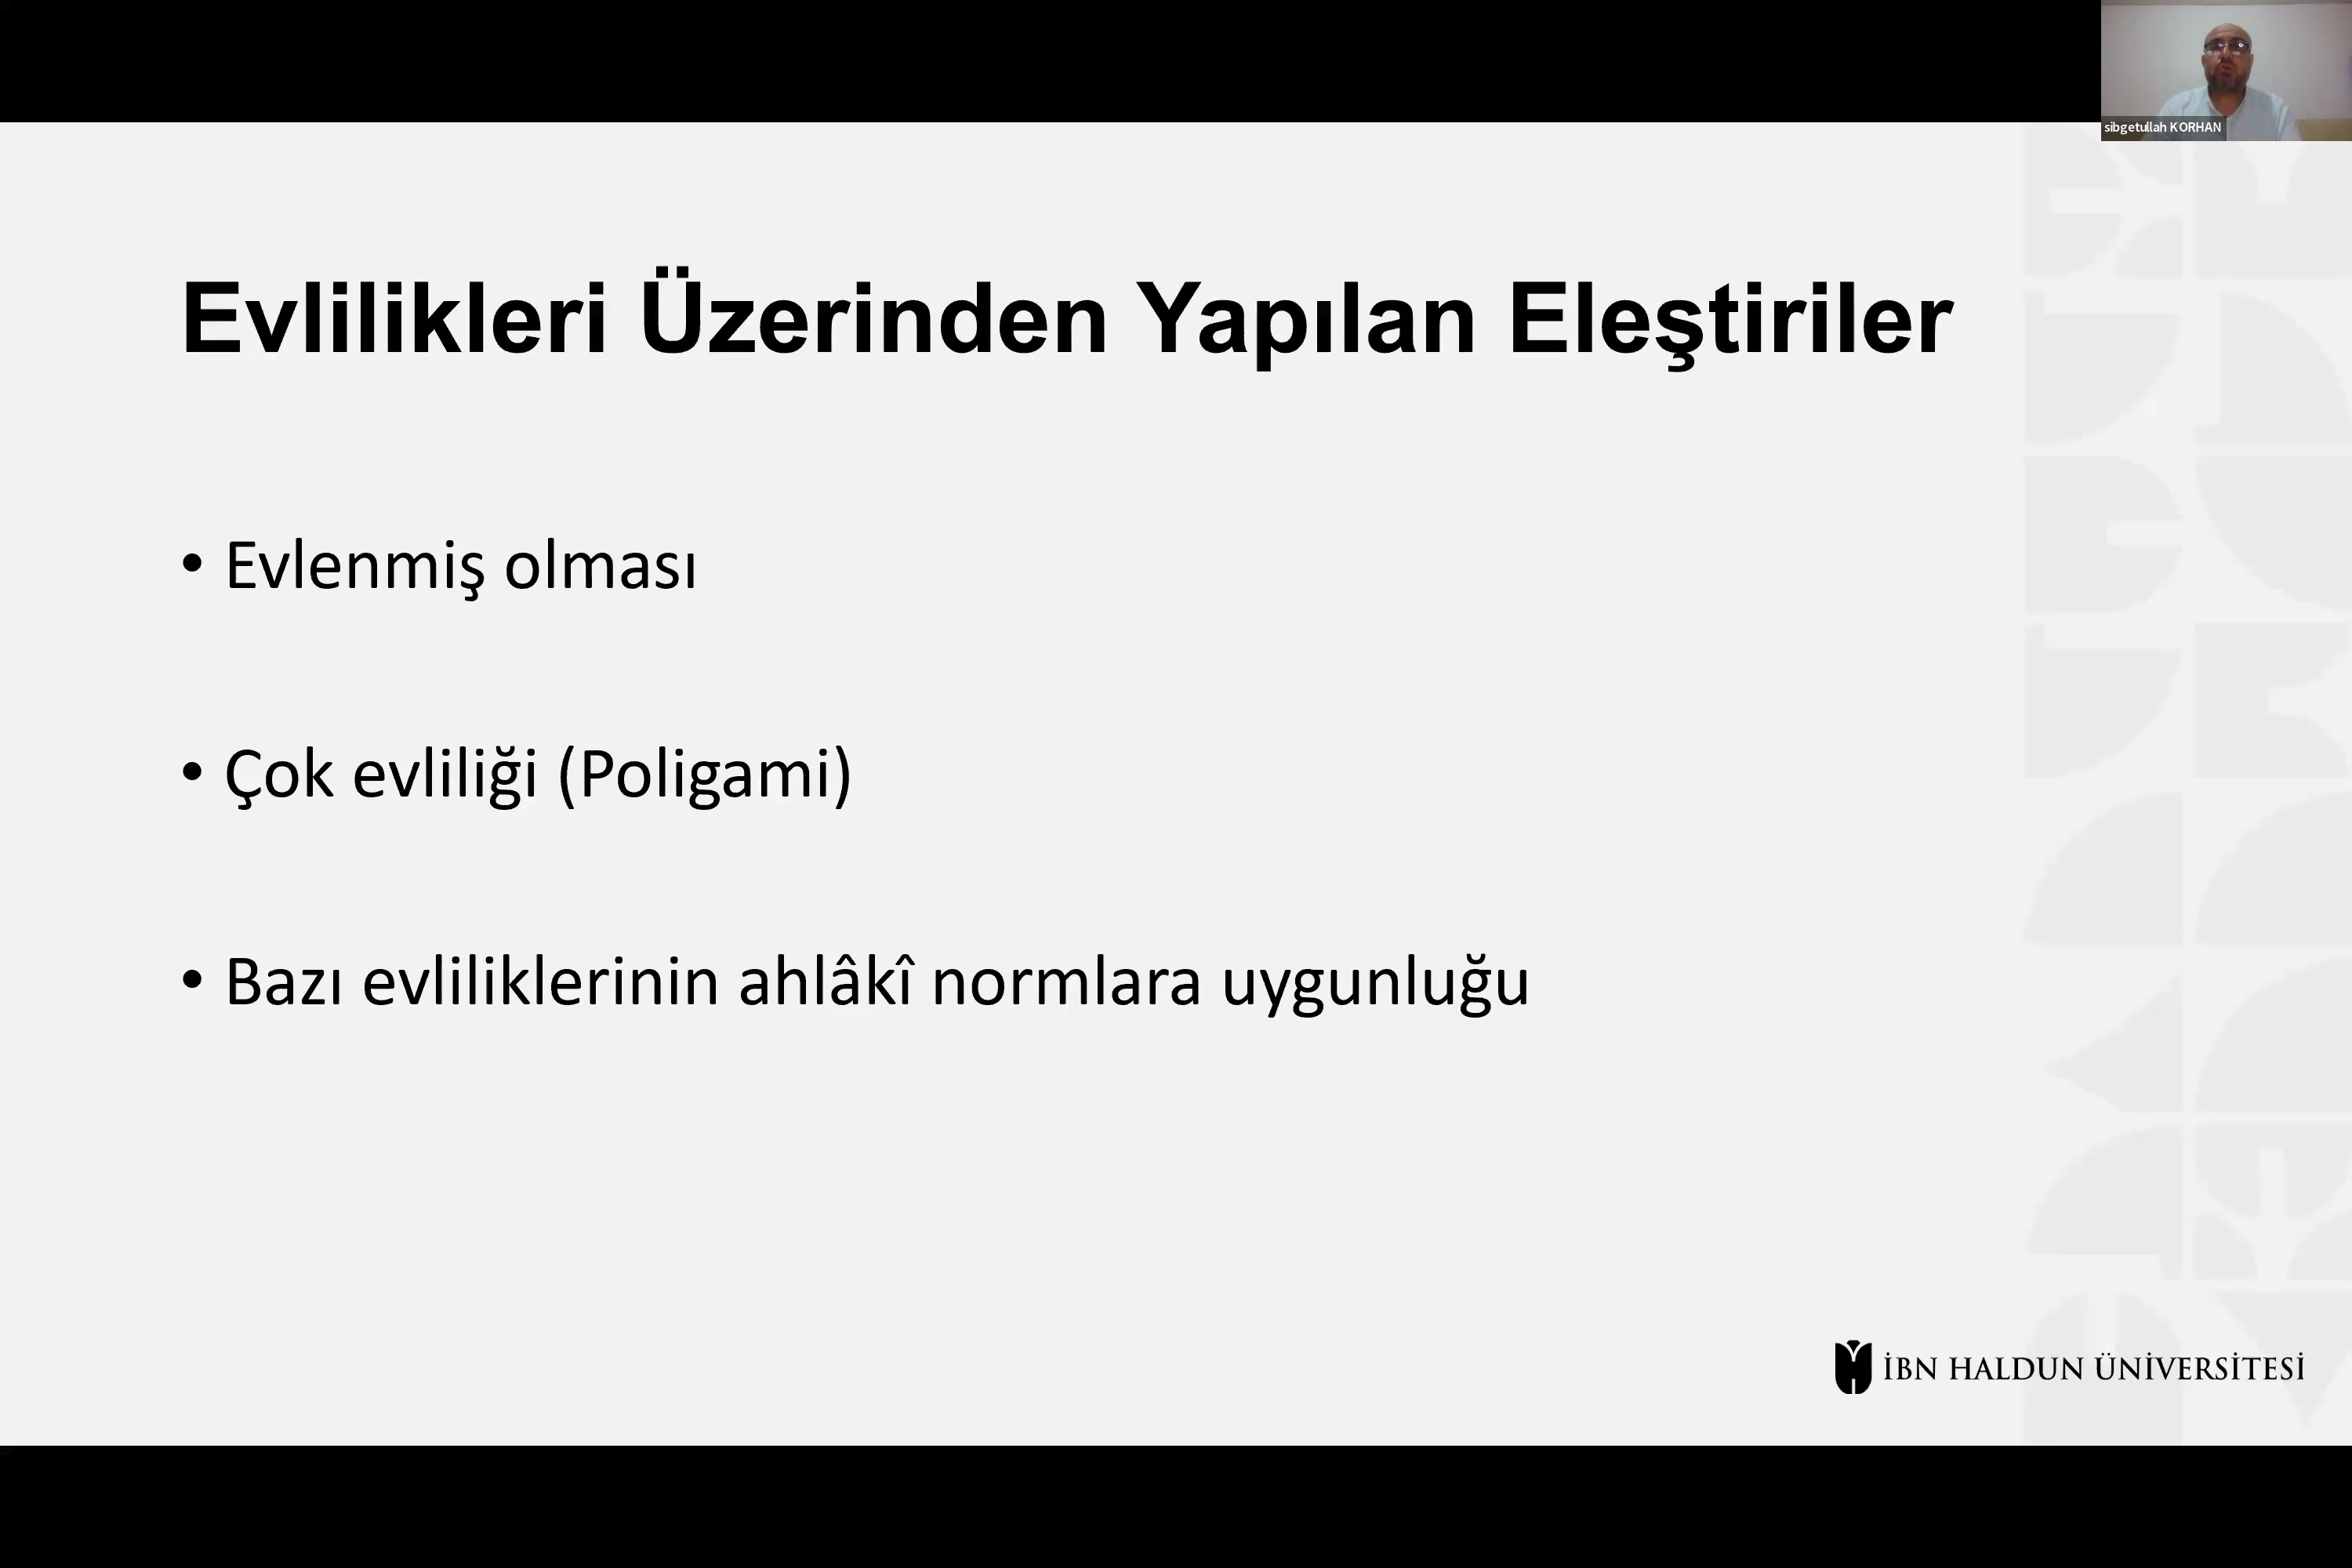 sibgetullah KORHAN
Evlilikleri Üzerinden Yapılan Eleştiriler
• Evlenmiş olması
• Çok evliliği (Poligami)
• Bazı evliliklerinin ahlâkî normlara uygunluğu
İBN HALDUN ÜNİVERSİTESİ